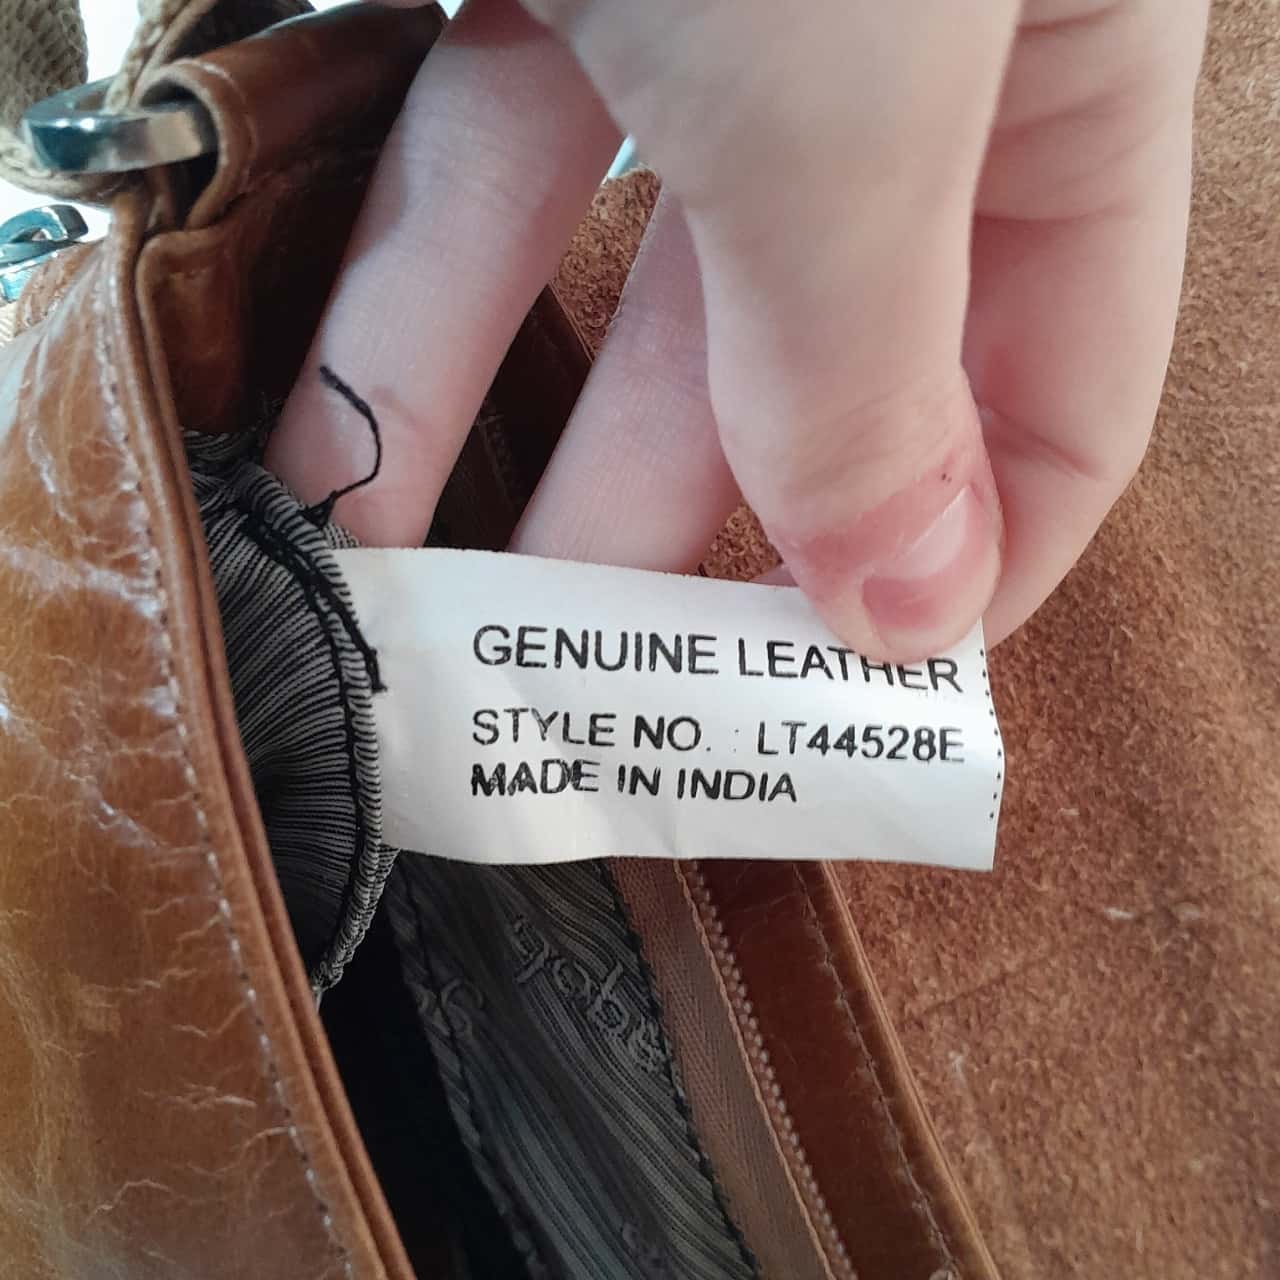 GENUINE LEATHER
STYLE NO. : LT44528E
MADE IN INDIA